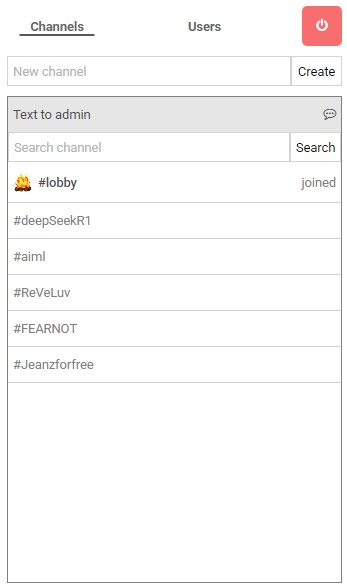 Channels Users
New channel Create
Text to admin
Search channel Search
#lobby joined
#deepSeekR1
#aiml
#ReVeLuv
#FEARNOT
#Jeanzforfree